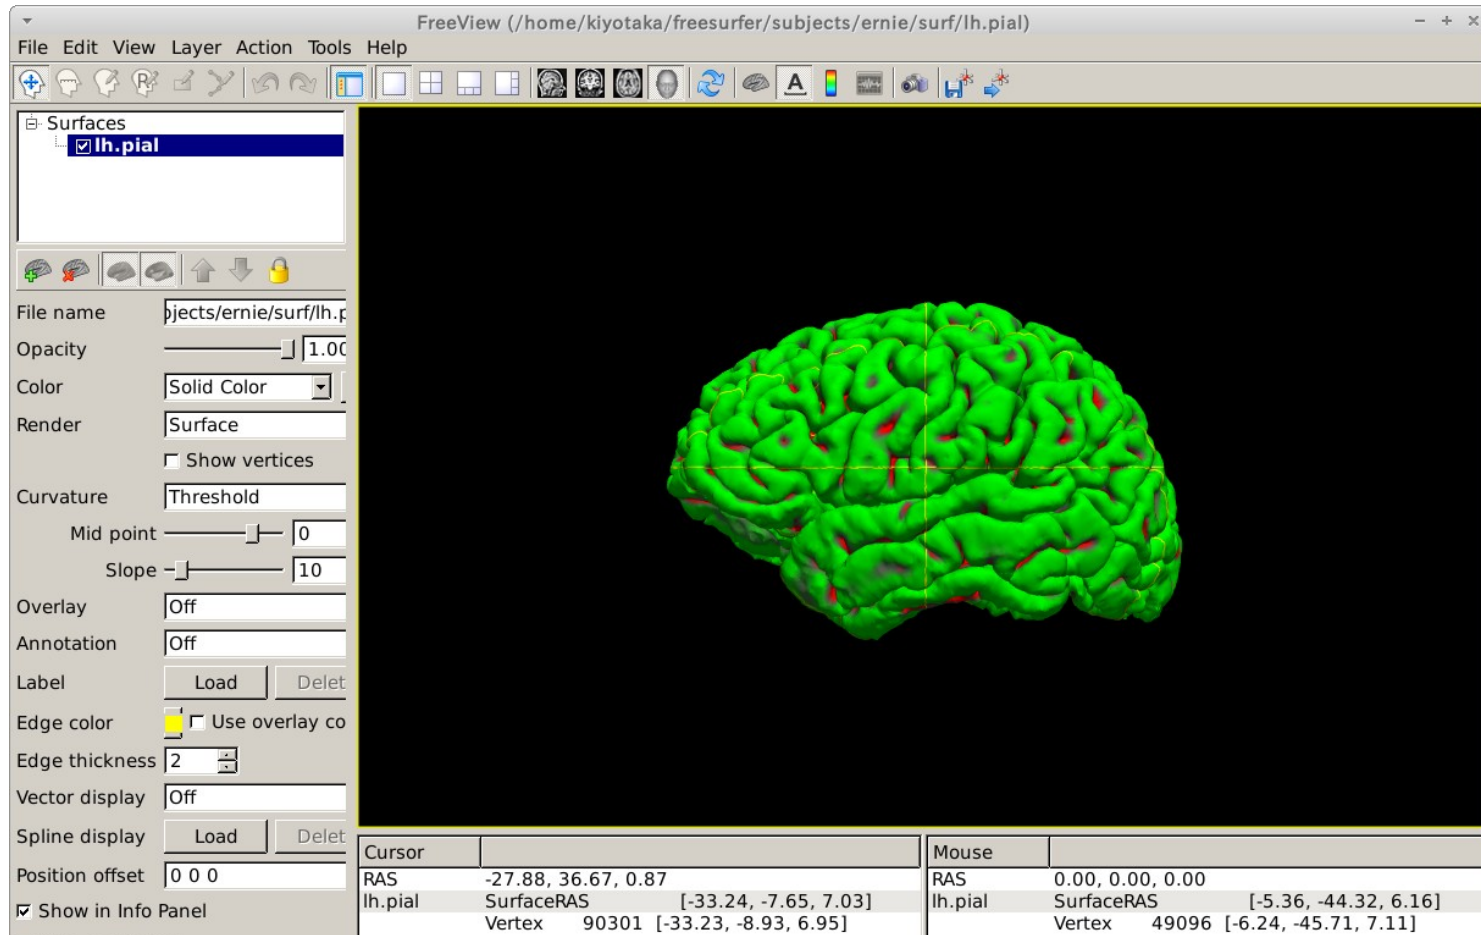 FreeView (/home/kiyotaka/freesurfer/subjects/ernie/surf/lh.pial)
File Edit View Layer Action Tools Help
R
A
Surfaces
lh.pial
File name bjects/ernie/surf/lh.p
Opacity 1.00
Color Solid Color
Render Surface
Show vertices
Curvature Threshold
Mid point 0
Slope 10
Overlay Off
Annotation Off
Label Load Delet
Edge color Use overlay co
Edge thickness 2
Vector display Off
Spline display Load Delet
Position offset 0 0 0
Show in Info Panel
Cursor
RAS -27.88, 36.67, 0.87
lh.pial SurfaceRAS [-33.24, -7.65, 7.03]
Vertex 90301 [-33.23, -8.93, 6.95]
Mouse
RAS 0.00, 0.00, 0.00
lh.pial SurfaceRAS [-5.36, -44.32, 6.16]
Vertex 49096 [-6.24, -45.71, 7.11]